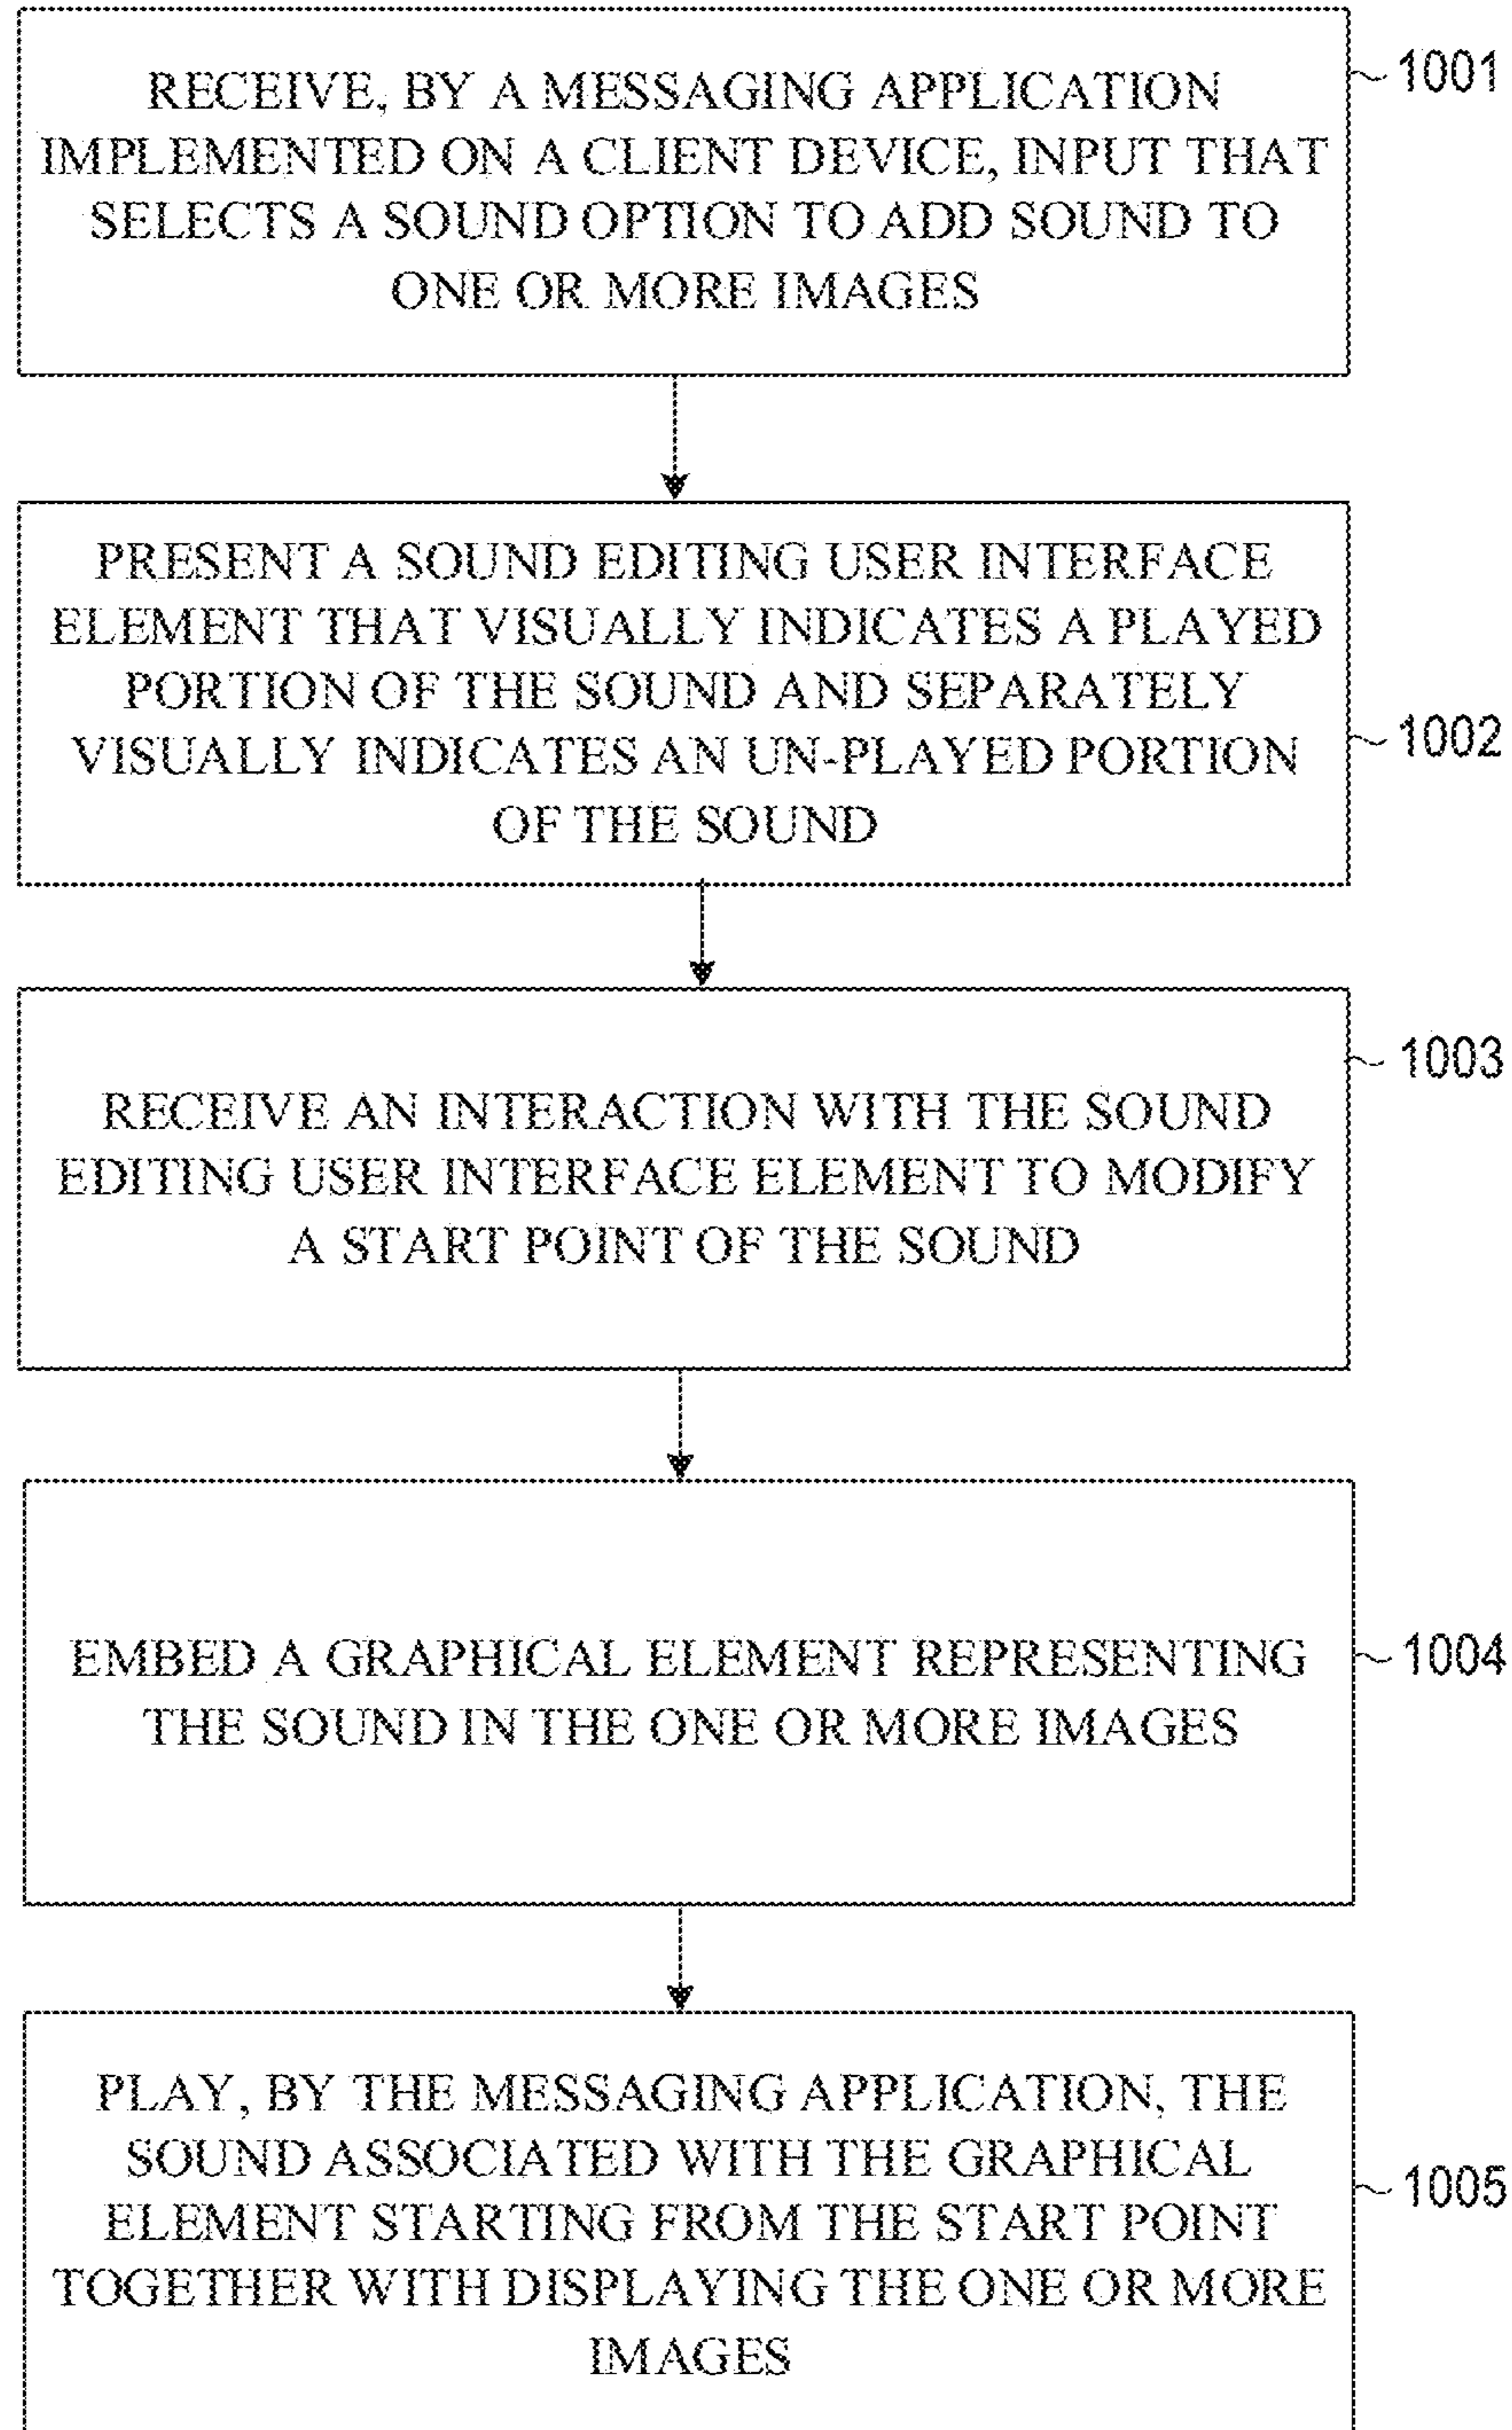 RECEIVE, BY A MESSAGING APPLICATION
IMPLEMENTED ON A CLIENT DEVICE, INPUT THAT
SELECTS A SOUND OPTION TO ADD SOUND TO
ONE OR MORE IMAGES
1001
PRESENT A SOUND EDITING USER INTERFACE
ELEMENT THAT VISUALLY INDICATES A PLAYED
PORTION OF THE SOUND AND SEPARATELY
VISUALLY INDICATES AN UN-PLAYED PORTION
OF THE SOUND
1002
RECEIVE AN INTERACTION WITH THE SOUND
EDITING USER INTERFACE ELEMENT TO MODIFY
A START POINT OF THE SOUND
1003
EMBED A GRAPHICAL ELEMENT REPRESENTING
THE SOUND IN THE ONE OR MORE IMAGES
1004
PLAY, BY THE MESSAGING APPLICATION, THE
SOUND ASSOCIATED WITH THE GRAPHICAL
ELEMENT STARTING FROM THE START POINT
TOGETHER WITH DISPLAYING THE ONE OR MORE
IMAGES
1005